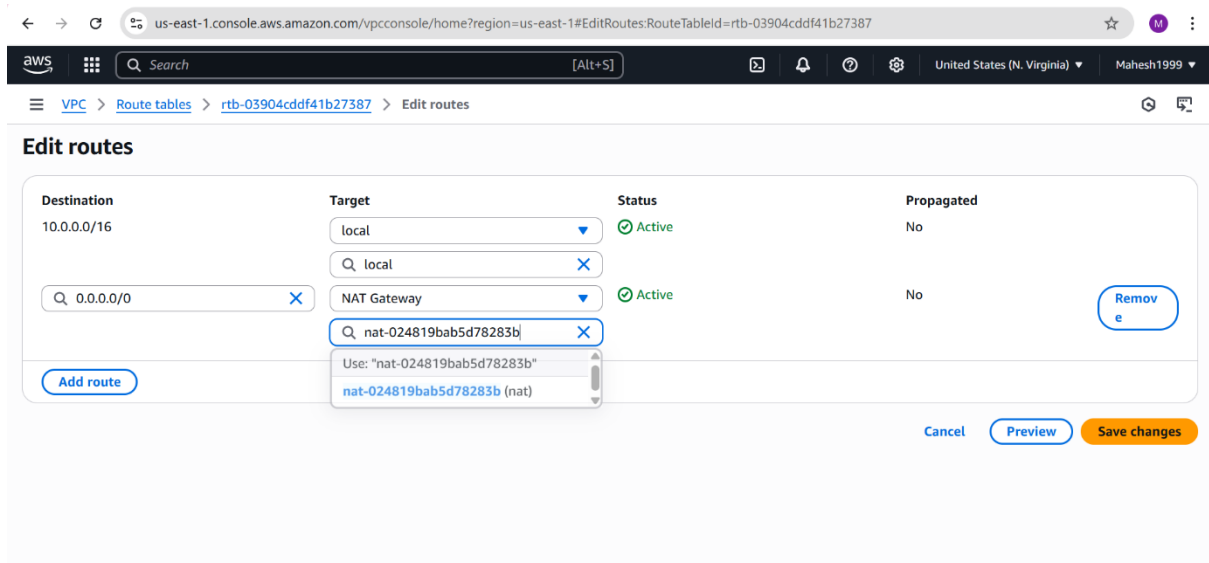 us-east-1.console.aws.amazon.com/vpcconsole/home?region=us-east-1#EditRoutes:RouteTableId=rtb-03904cddf41b27387
M
aws
Search [Alt+S]
United States (N. Virginia) ▼
Mahesh1999 ▼
VPC > Route tables > rtb-03904cddf41b27387 > Edit routes
Edit routes
Destination Target Status Propagated
10.0.0.0/16 local Active No
local
0.0.0.0/0 NAT Gateway Active No
Remov
e
nat-024819bab5d78283b
Use: "nat-024819bab5d78283b"
Add route
nat-024819bab5d78283b (nat)
Cancel Preview Save changes